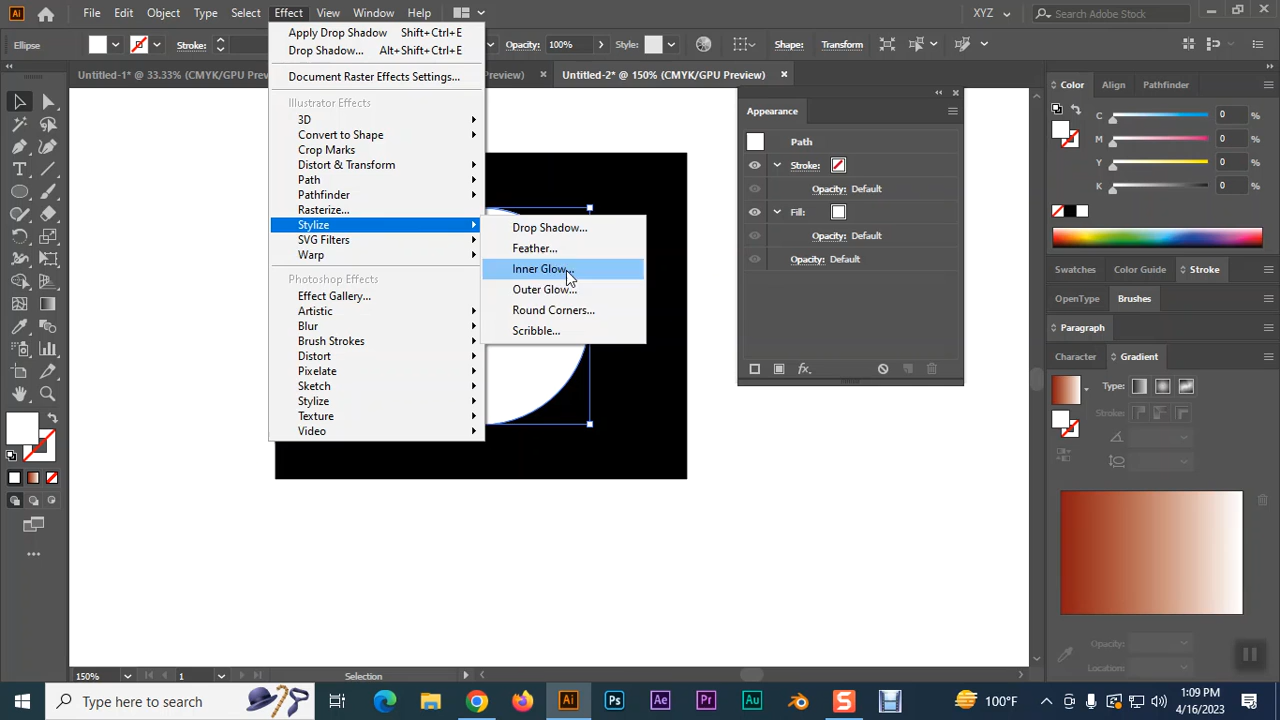 Ai File Edit Object Type Select Effect View Window Help XYZ Search Adobe Stock
Ellipse Stroke: Opacity: 100% Style: Shape: Transform
Untitled-1* @ 33.33% (CMYK/GPU Preview) Untitled-2* @ 150% (CMYK/GPU Preview)
Apply Drop Shadow Shift+Ctrl+E
Drop Shadow... Alt+Shift+Ctrl+E
Document Raster Effects Settings...
Illustrator Effects
3D
Convert to Shape
Crop Marks
Distort & Transform
Path
Pathfinder
Rasterize...
Stylize
SVG Filters
Warp
Photoshop Effects
Effect Gallery...
Artistic
Blur
Brush Strokes
Distort
Pixelate
Sketch
Stylize
Texture
Video
Drop Shadow...
Feather...
Inner Glow...
Outer Glow...
Round Corners...
Scribble...
Appearance
Path
Stroke:
Opacity: Default
Fill:
Opacity: Default
Opacity: Default
fx.
Color Align Pathfinder
C 0 %
M 0 %
Y 0 %
K 0 %
Swatches Color Guide Stroke
OpenType Brushes
Paragraph
Character Gradient
Type:
Strokes:
Opacity:
Location:
150% 1 Selection
Type here to search
Ps Ae Pr Au Ai S
100°F
1:09 PM
4/16/2023